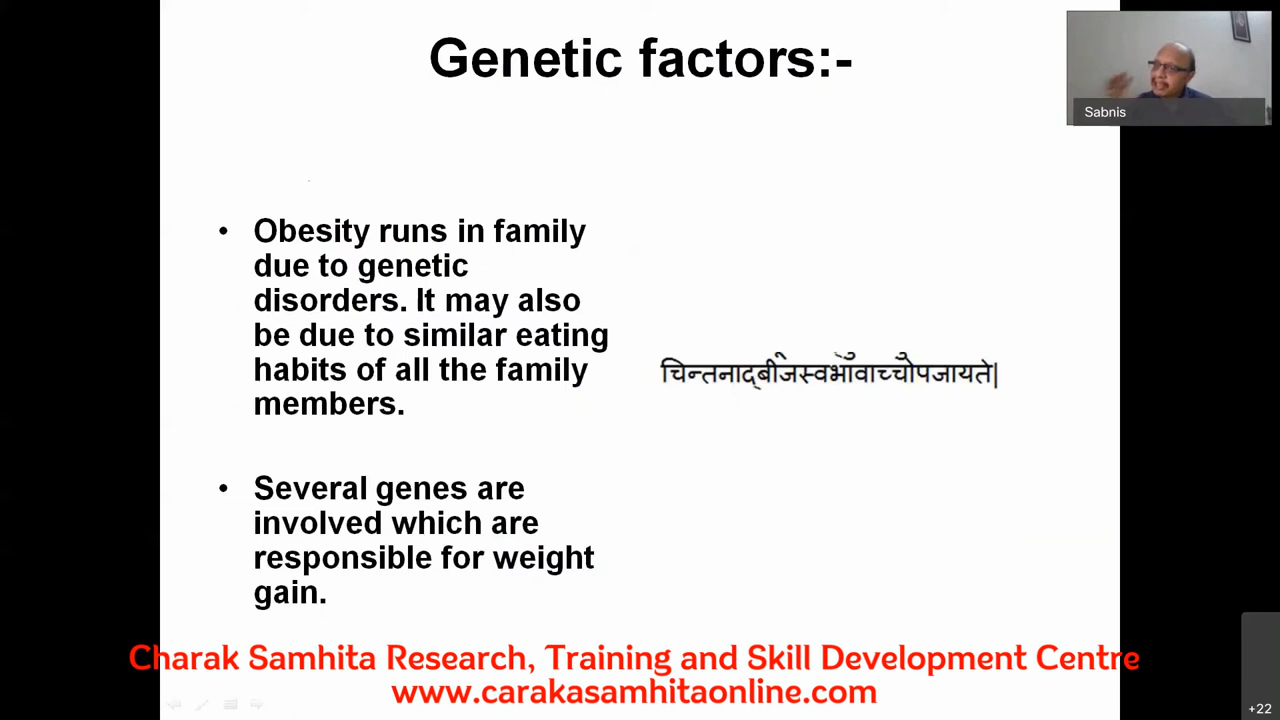 Genetic factors:-
Sabnis
• Obesity runs in family
due to genetic
disorders. It may also
be due to similar eating
habits of all the family
members.
चिन्तनाद्बीजस्वभावाच्चोपजायते|
• Several genes are
involved which are
responsible for weight
gain.
Charak Samhita Research, Training and Skill Development Centre
www.carakasamhitaonline.com
+22